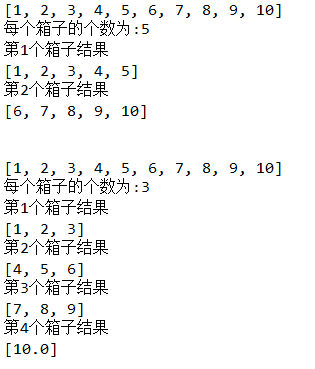 [1, 2, 3, 4, 5, 6, 7, 8, 9, 10]
每个箱子的个数为:5
第1个箱子结果
[1, 2, 3, 4, 5]
第2个箱子结果
[6, 7, 8, 9, 10]
[1, 2, 3, 4, 5, 6, 7, 8, 9, 10]
每个箱子的个数为:3
第1个箱子结果
[1, 2, 3]
第2个箱子结果
[4, 5, 6]
第3个箱子结果
[7, 8, 9]
第4个箱子结果
[10.0]